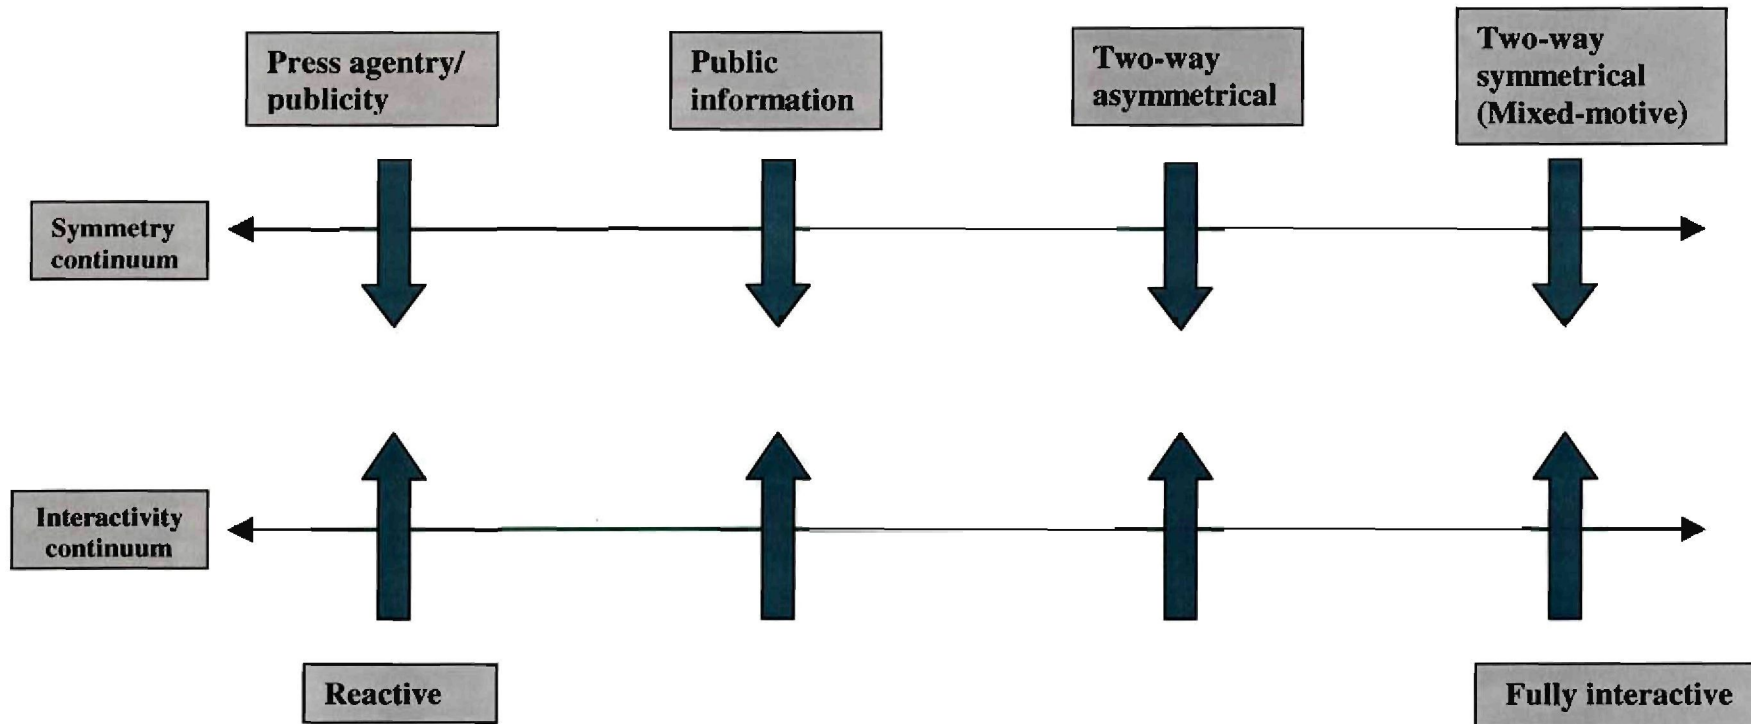 Press agentry/
publicity
Public
information
Two-way
asymmetrical
Two-way
symmetrical
(Mixed-motive)
Symmetry
continuum
Interactivity
continuum
Reactive
Fully interactive